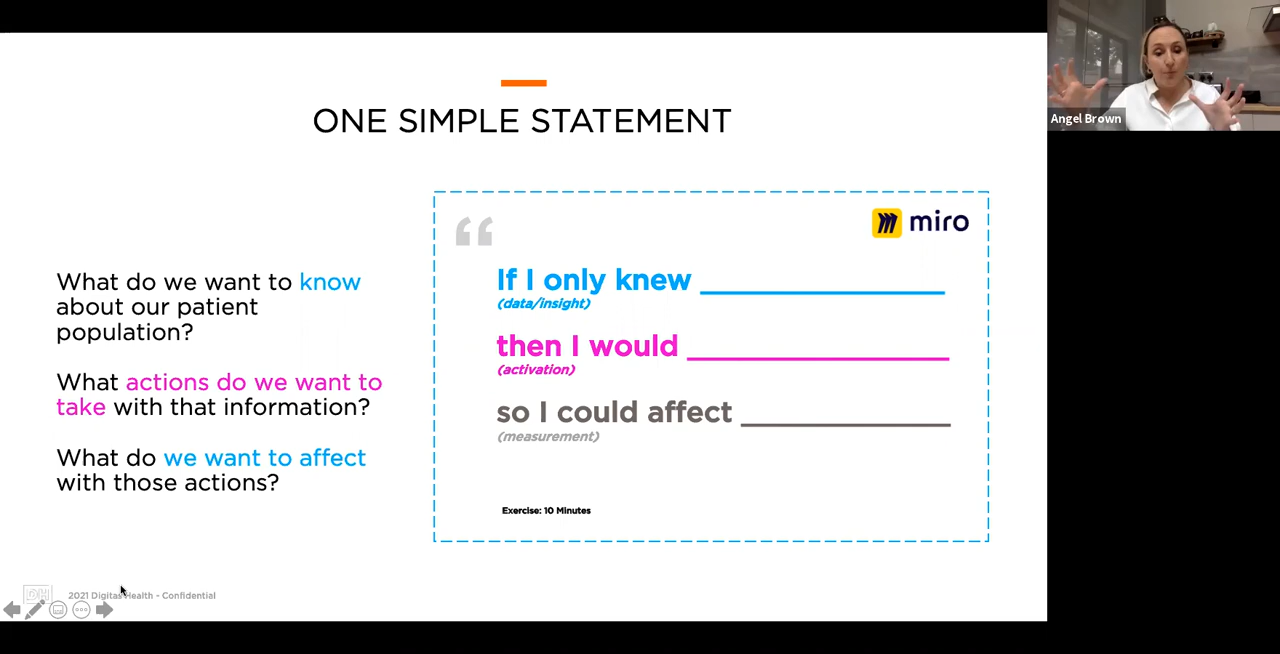 ONE SIMPLE STATEMENT
What do we want to know
about our patient
population?
What actions do we want to
take with that information?
What do we want to affect
with those actions?
“
miro
If I only knew
(data/insight)
then I would
(activation)
so I could affect
(measurement)
Exercise: 10 Minutes
DH
2021 Digitas Health - Confidential
Angel Brown